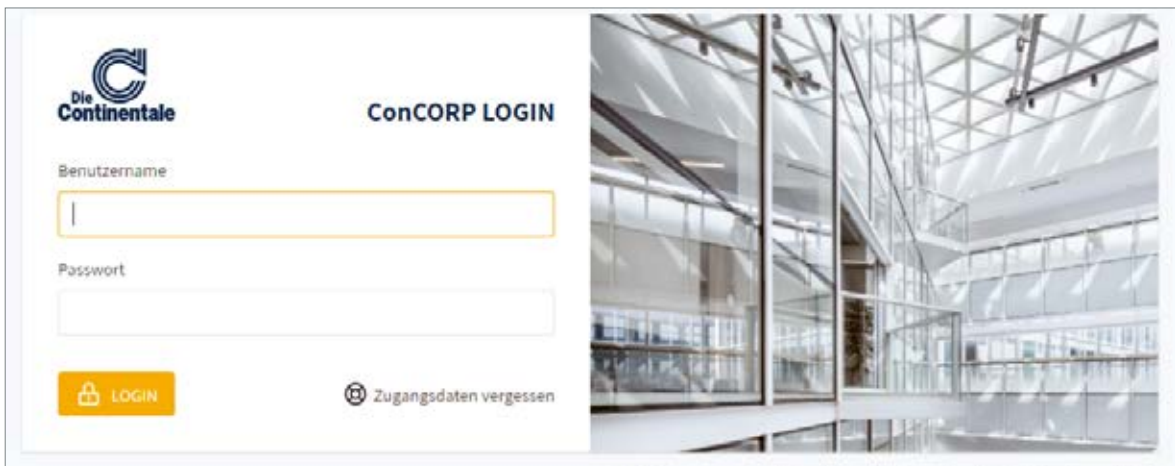 Die
Continentale
ConCORP LOGIN
Benutzername
Passwort
LOGIN
Zugangsdaten vergessen